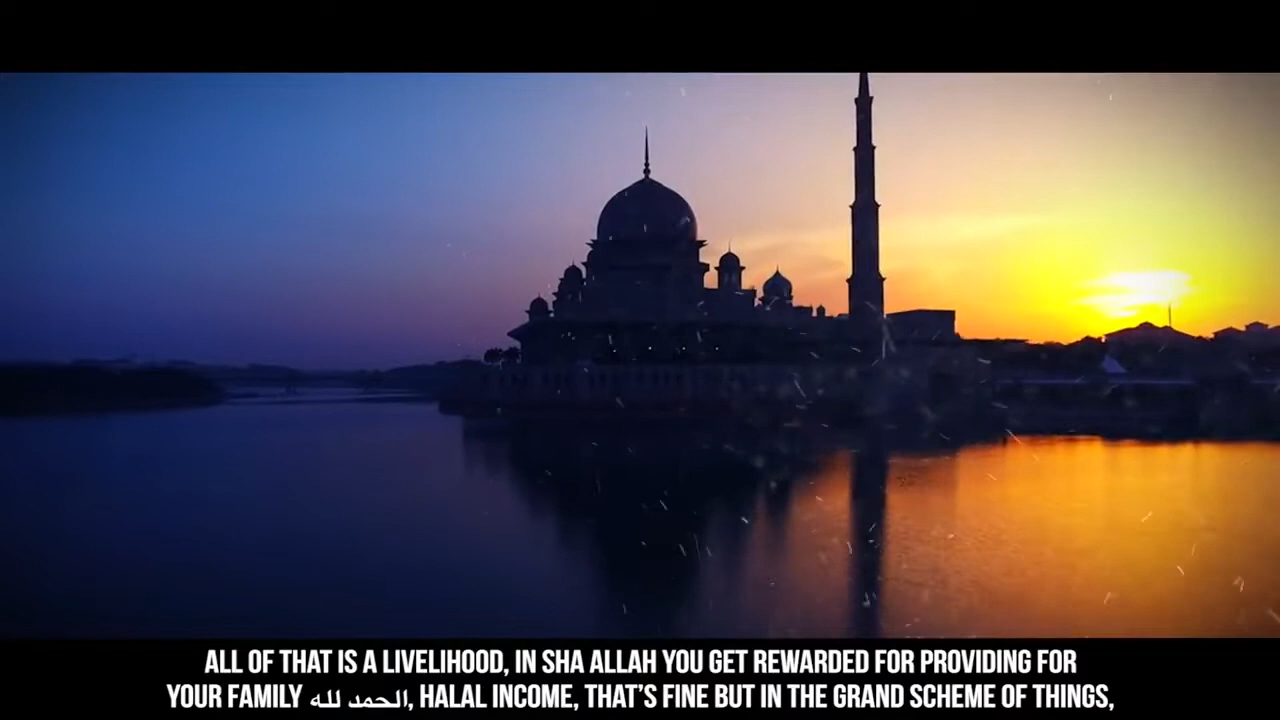 ALL OF THAT IS A LIVELIHOOD, IN SHA ALLAH YOU GET REWARDED FOR PROVIDING FOR
YOUR FAMILY الحمد لله, HALAL INCOME, THAT'S FINE BUT IN THE GRAND SCHEME OF THINGS,